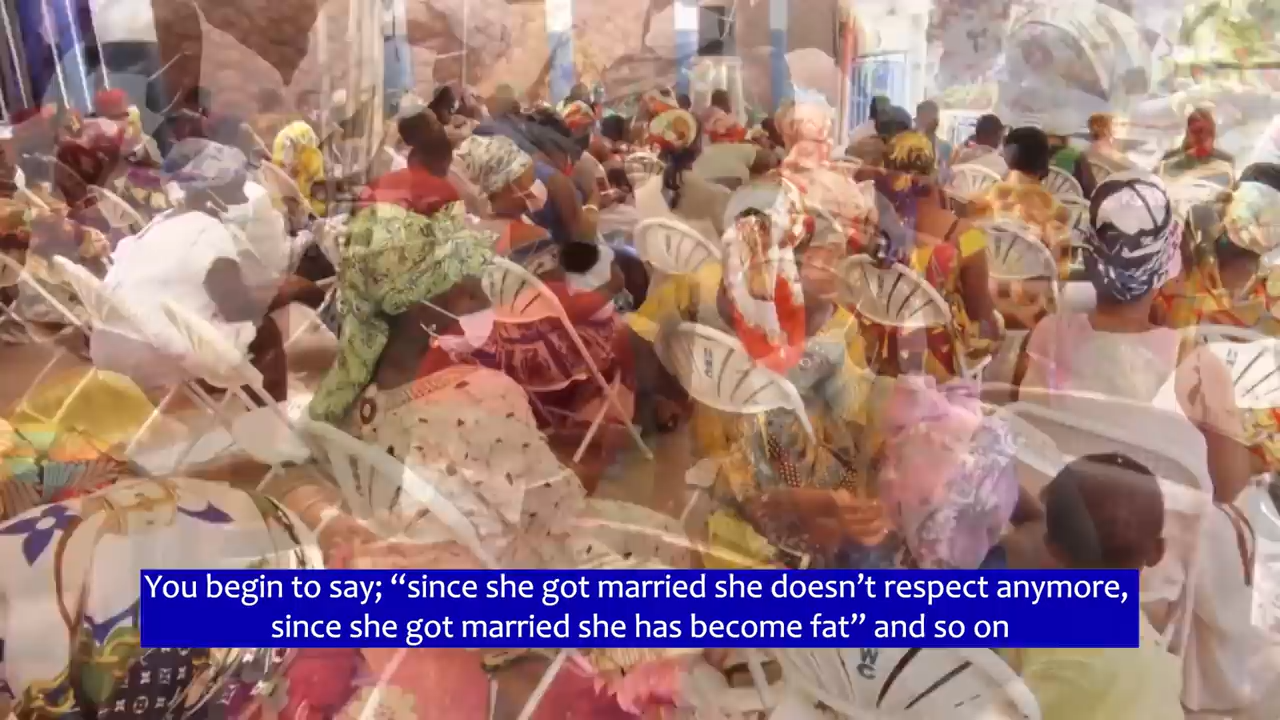 You begin to say; “since she got married she doesn’t respect anymore,
since she got married she has become fat” and so on